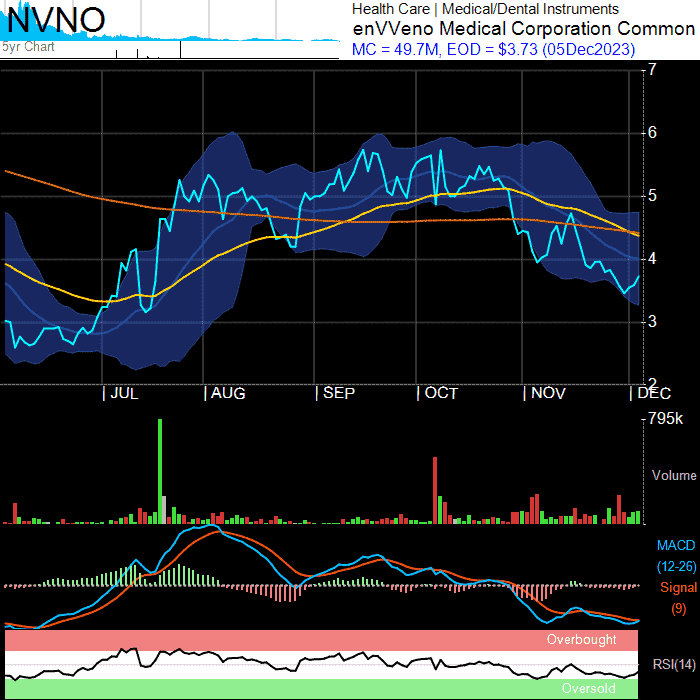 NVNO
5yr Chart
Health Care | Medical/Dental Instruments
enVVeno Medical Corporation Common
MC = 49.7M, EOD = $3.73 (05Dec2023)
7
6
5
4
3
2
JUL AUG SEP OCT NOV DEC
795k
Volume
MACD
(12-26)
Signal
(9)
Overbought
RSI(14)
Oversold